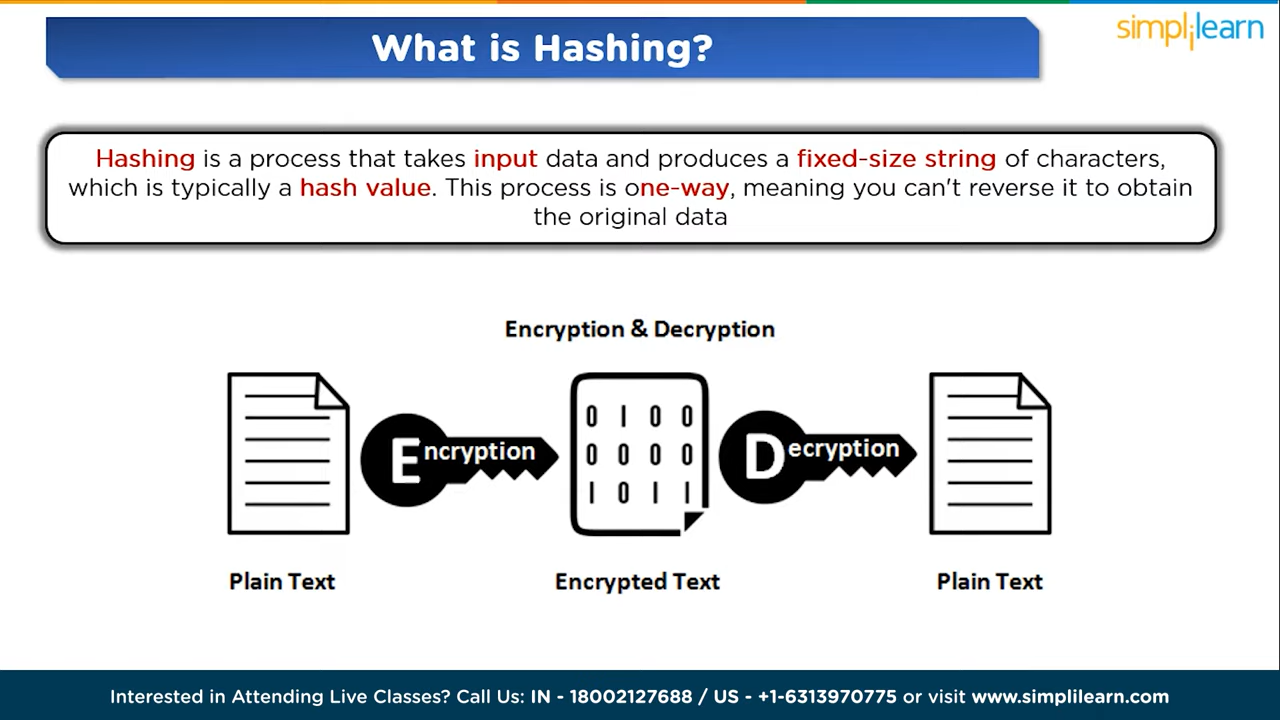 simplilearn
What is Hashing?
Hashing is a process that takes input data and produces a fixed-size string of characters,
which is typically a hash value. This process is one-way, meaning you can't reverse it to obtain
the original data
Encryption & Decryption
Encryption
0 1 0 0
0 0 0 0
1 0 1 1
Decryption
Plain Text
Encrypted Text
Plain Text
Interested in Attending Live Classes? Call Us: IN - 18002127688 / US - +1-6313970775 or visit www.simplilearn.com